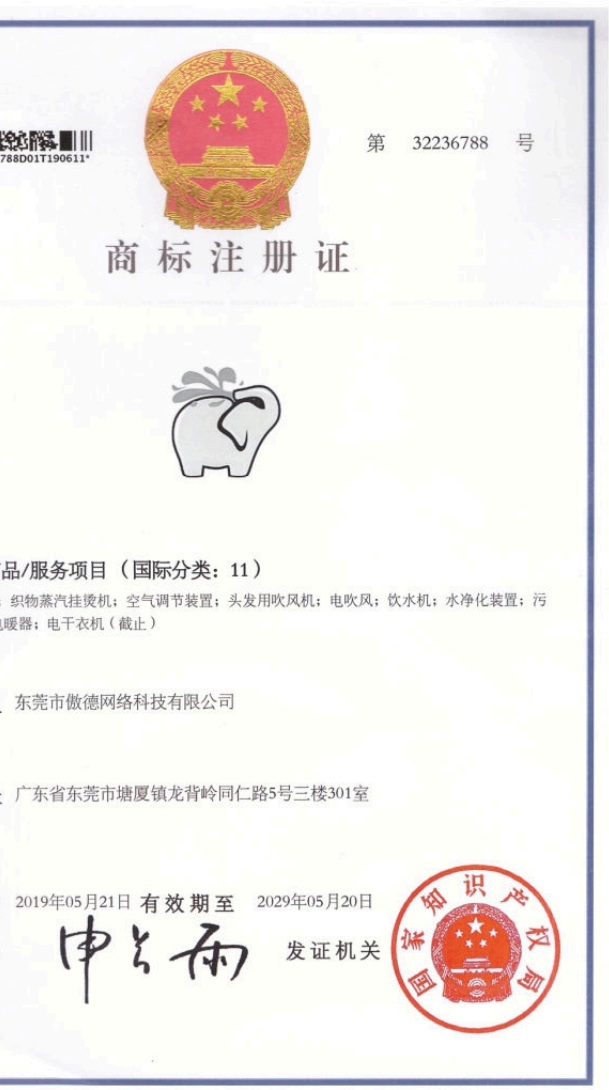 第 32236788 号
788D01T190611*
商标注册证
品/服务项目（国际分类：11）
织物蒸汽挂烫机；空气调节装置；头发用吹风机；电吹风；饮水机；水净化装置；污
暖器；电干衣机（截止）
东莞市傲德网络科技有限公司
广东省东莞市塘厦镇龙背岭同仁路5号三楼301室
2019年05月21日 有效期至 2029年05月20日
发证机关
国家知识产权局